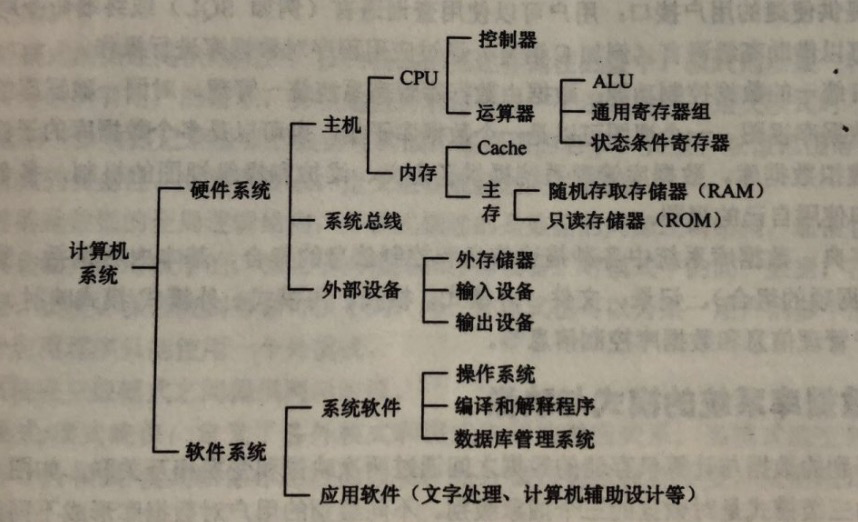 控制器
CPU
ALU
主机
运算器
通用寄存器组
Cache
状态条件寄存器
内存
硬件系统
主存
随机存取存储器（RAM）
系统总线
只读存储器（ROM）
计算机系统
外存储器
外部设备
输入设备
输出设备
操作系统
系统软件
编译和解释程序
软件系统
数据库管理系统
应用软件（文字处理、计算机辅助设计等）